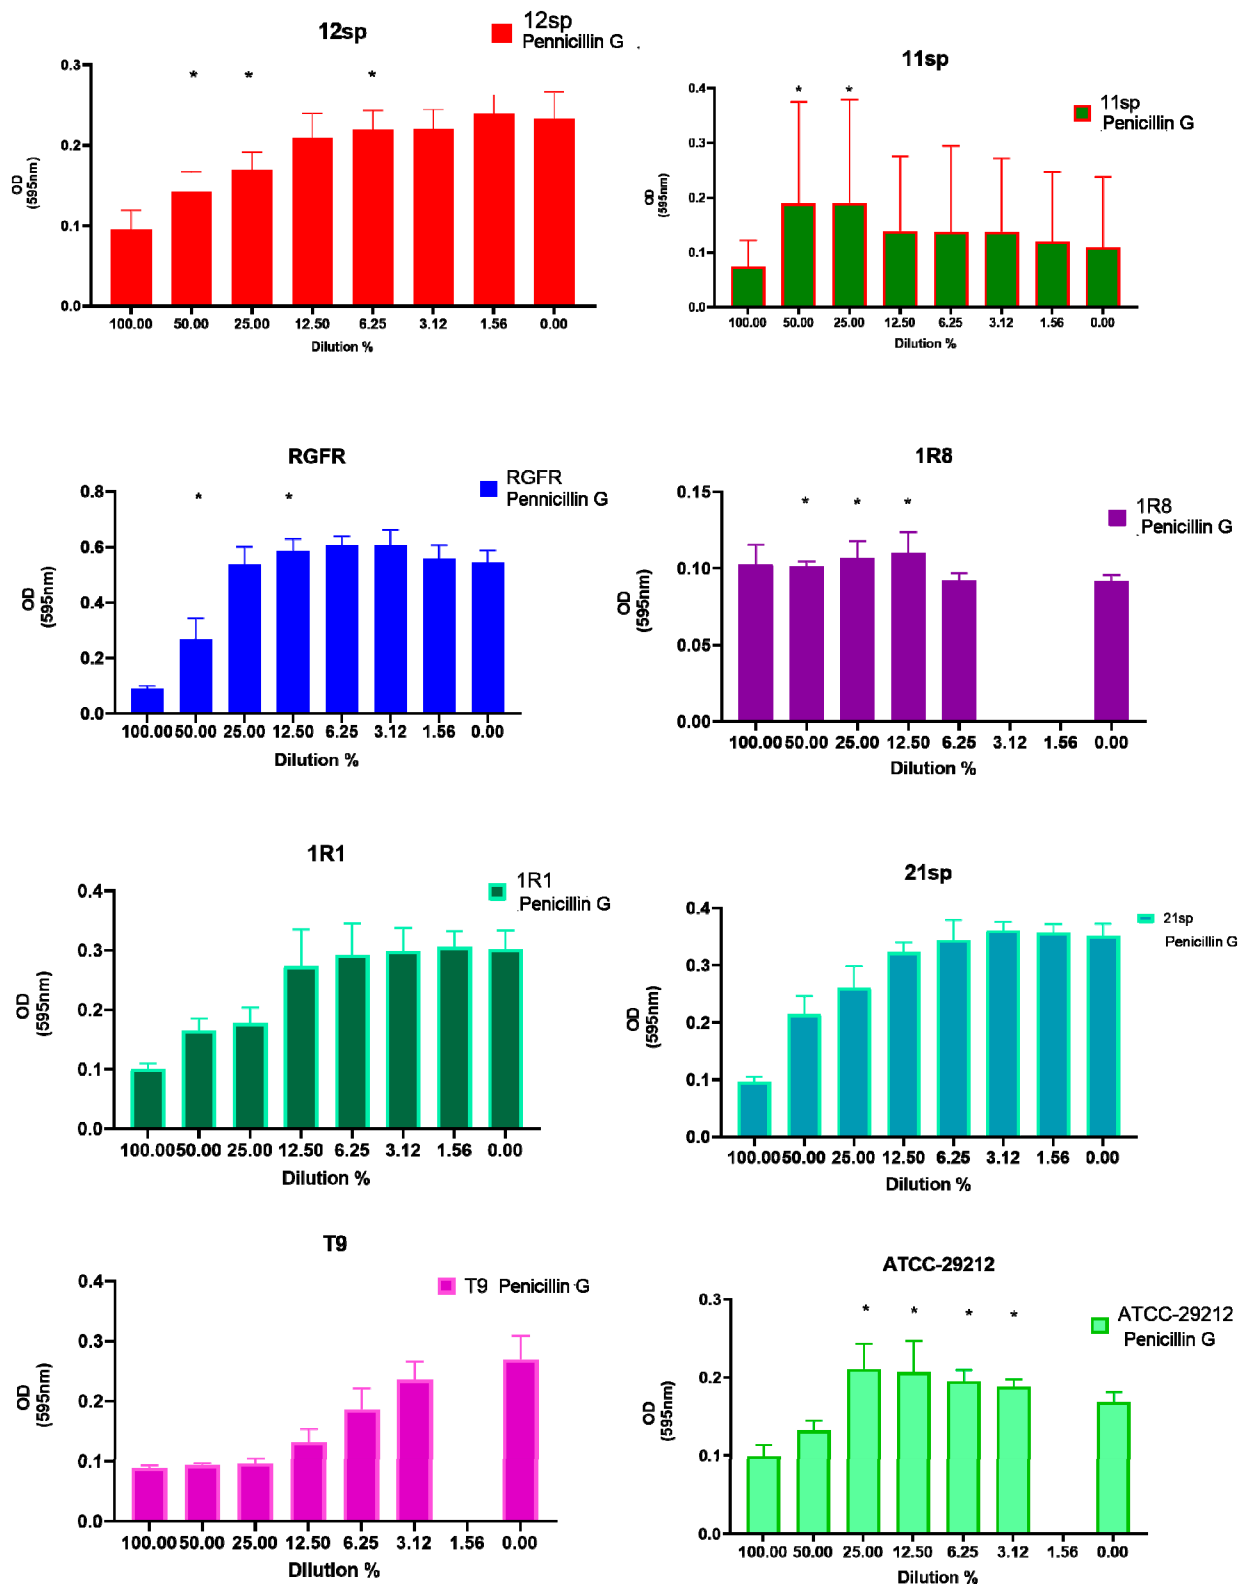 12sp
12sp
Pennicillin G
OD
(595nm)
0.3
* * *
0.2
0.1
0.0
100.00 50.00 25.00 12.50 6.25 3.12 1.56 0.00
Dilution %
11sp
11sp
Penicillin G
OD
(595nm)
0.4
* *
0.3
0.2
0.1
0.0
100.00 50.00 25.00 12.50 6.25 3.12 1.56 0.00
Dilution %
RGFR
RGFR
Pennicillin G
OD
(595nm)
0.8
* *
0.6
0.4
0.2
0.0
100.00 50.00 25.00 12.50 6.25 3.12 1.56 0.00
Dilution %
1R8
1R8
Penicillin G
OD
(595nm)
0.15
* * *
0.10
0.05
0.00
100.00 50.00 25.00 12.50 6.25 3.12 1.56 0.00
Dilution %
1R1
1R1
Penicillin G
OD
(595nm)
0.4
0.3
0.2
0.1
0.0
100.00 50.00 25.00 12.50 6.25 3.12 1.56 0.00
Dilution %
21sp
21sp
Penicillin G
OD
(595nm)
0.4
0.3
0.2
0.1
0.0
100.00 50.00 25.00 12.50 6.25 3.12 1.56 0.00
Dilution %
T9
T9 Penicillin G
OD
(595nm)
0.4
0.3
0.2
0.1
0.0
100.00 50.00 25.00 12.50 6.25 3.12 1.56 0.00
Dilution %
ATCC-29212
ATCC-29212
Penicillin G
OD
(595nm)
0.3
* * * *
0.2
0.1
0.0
100.00 50.00 25.00 12.50 6.25 3.12 1.56 0.00
Dilution %